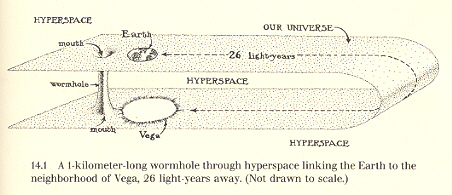 HYPERSPACE
OUR UNIVERSE
Earth
mouth
26 light-years
wormhole
HYPERSPACE
mouth
Vega
HYPERSPACE
14.1 A 1-kilometer-long wormhole through hyperspace linking the Earth to the
neighborhood of Vega, 26 light-years away. (Not drawn to scale.)